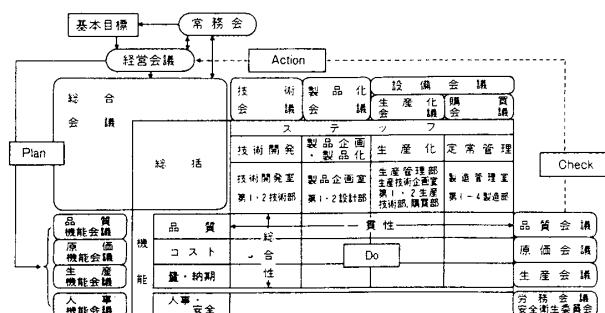 基本目標
常務会
経営会議
Action
総合
会議
技術
会議
製品化
会議
設備会議
生産化
会議
購買
会議
ステップ
Plan
総括
技術開発
製品企画
・製品化
生産化
定常管理
Check
技術開発室
第1・2技術部
製品企画室
第1・2設計部
生産管理部
生産技術企画室
第1・2生産
技術部,購買部
製造管理室
第1~4製造部
品質
機能会議
原価
機能会議
生産
機能会議
人事
機能会議
機能
品質
コスト
量・納期
人事・
安全
総合性
一貫性
Do
品質会議
原価会議
生産会議
労務会議
安全衛生委員会